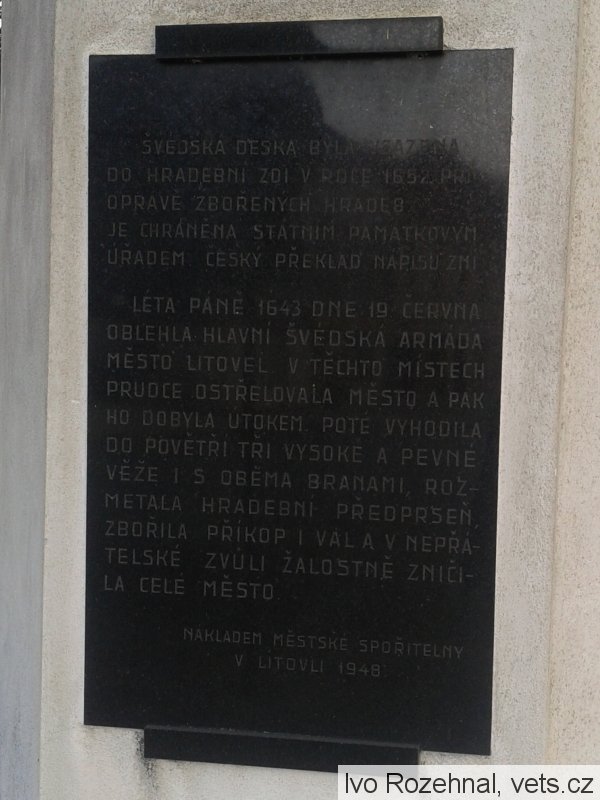 ŠVÉDSKÁ DESKA BYLA VSAZENA
DO HRADEBNÍ ZDI V ROCE 1652 PŘI
OPRAVĚ ZBOŘENÝCH HRADEB
JE CHRÁNĚNA STÁTNÍM PAMÁTKOVÝM
ÚŘADEM. ČESKÝ PŘEKLAD NÁPISU ZNÍ
LÉTA PÁNĚ 1643 DNE 19 ČERVNA
OBLEHLA HLAVNÍ ŠVÉDSKÁ ARMÁDA
MĚSTO LITOVEL. V TĚCHTO MÍSTECH
PRUDCE OSTŘELOVALA MĚSTO A PAK
HO DOBYLA ÚTOKEM. POTÉ VYHODILA
DO POVĚTŘÍ TŘI VYSOKÉ A PEVNÉ
VĚŽE I S OBĚMA BRANAMI, ROZ-
METALA HRADEBNÍ PŘEDPRSEŇ,
ZBOŘILA PŘÍKOP I VAL A V NEPŘÁ-
TELSKÉ ZVŮLI ŽALOSTNĚ ZNIČI-
LA CELÉ MĚSTO.
NÁKLADEM MĚSTSKÉ SPOŘITELNY
V LITOVLI 1948
Ivo Rozehnal, vets.cz